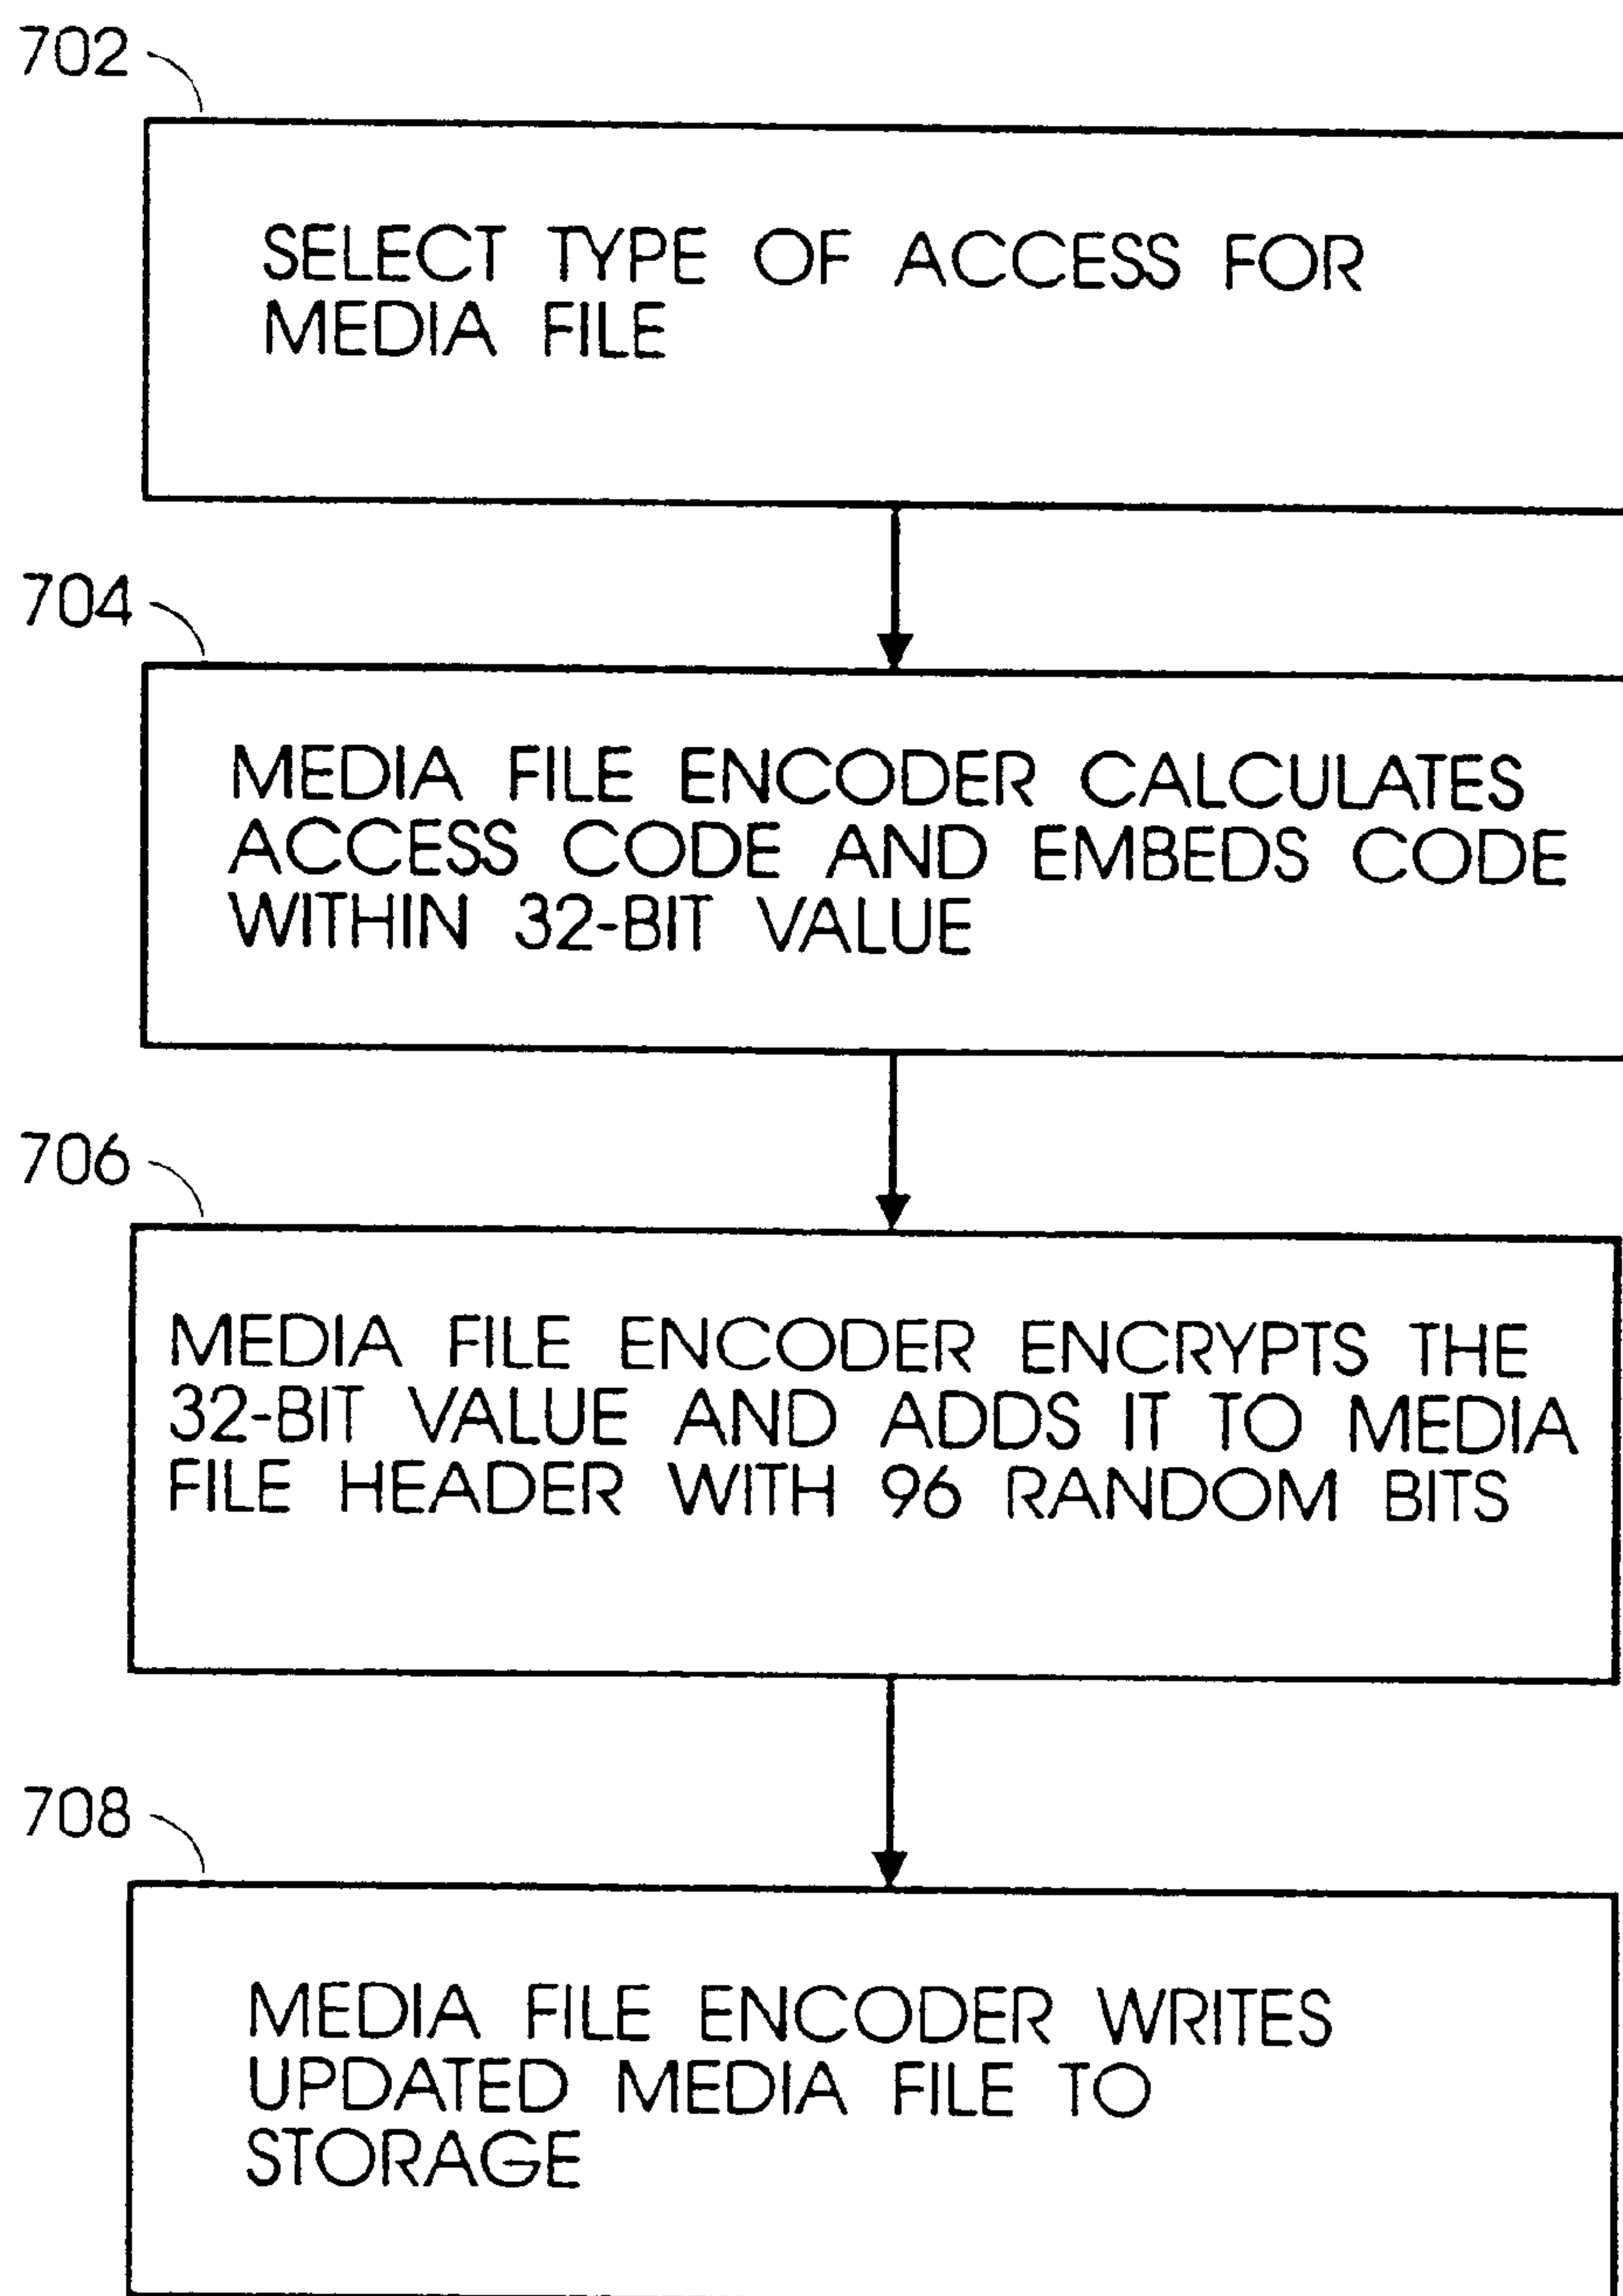 702
SELECT TYPE OF ACCESS FOR
MEDIA FILE
704
MEDIA FILE ENCODER CALCULATES
ACCESS CODE AND EMBEDS CODE
WITHIN 32-BIT VALUE
706
MEDIA FILE ENCODER ENCRYPTS THE
32-BIT VALUE AND ADDS IT TO MEDIA
FILE HEADER WITH 96 RANDOM BITS
708
MEDIA FILE ENCODER WRITES
UPDATED MEDIA FILE TO
STORAGE